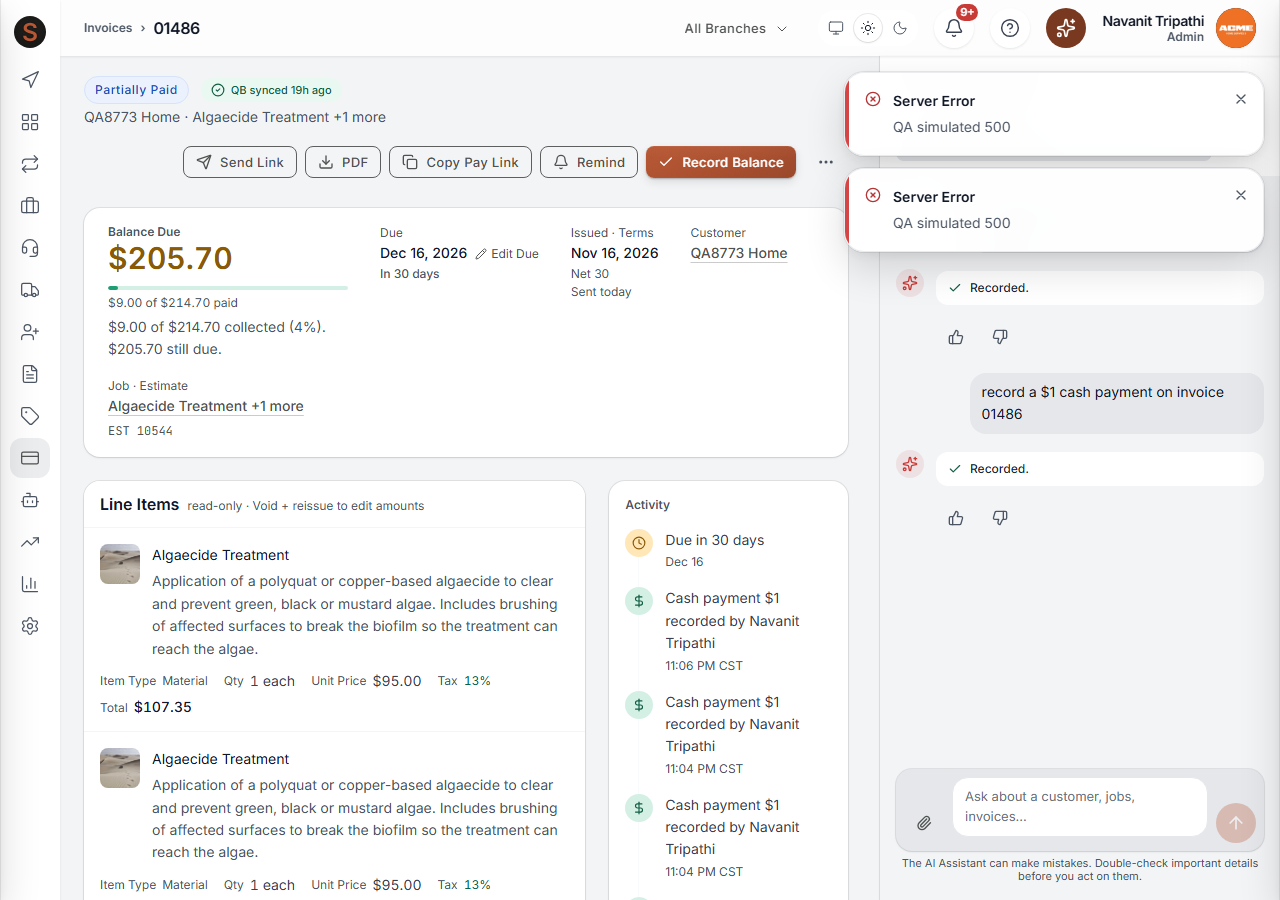 S
Invoices › 01486
All Branches
9+
Navanit Tripathi
Admin
ACME
Partially Paid
QB synced 19h ago
QA8773 Home · Algaecide Treatment +1 more
Send Link
PDF
Copy Pay Link
Remind
Record Balance
Balance Due
$205.70
$9.00 of $214.70 paid
$9.00 of $214.70 collected (4%).
$205.70 still due.
Due
Dec 16, 2026
Edit Due
In 30 days
Issued · Terms
Nov 16, 2026
Net 30
Sent today
Customer
QA8773 Home
Job · Estimate
Algaecide Treatment +1 more
EST 10544
Line Items
read-only · Void + reissue to edit amounts
Algaecide Treatment
Application of a polyquat or copper-based algaecide to clear
and prevent green, black or mustard algae. Includes brushing
of affected surfaces to break the biofilm so the treatment can
reach the algae.
Item Type Material Qty 1 each Unit Price $95.00 Tax 13%
Total $107.35
Algaecide Treatment
Application of a polyquat or copper-based algaecide to clear
and prevent green, black or mustard algae. Includes brushing
of affected surfaces to break the biofilm so the treatment can
reach the algae.
Item Type Material Qty 1 each Unit Price $95.00 Tax 13%
Activity
Due in 30 days
Dec 16
Cash payment $1
recorded by Navanit
Tripathi
11:06 PM CST
Cash payment $1
recorded by Navanit
Tripathi
11:04 PM CST
Cash payment $1
recorded by Navanit
Tripathi
11:04 PM CST
Server Error
QA simulated 500
Server Error
QA simulated 500
Recorded.
record a $1 cash payment on invoice
01486
Recorded.
Ask about a customer, jobs,
invoices...
The AI Assistant can make mistakes. Double-check important details
before you act on them.